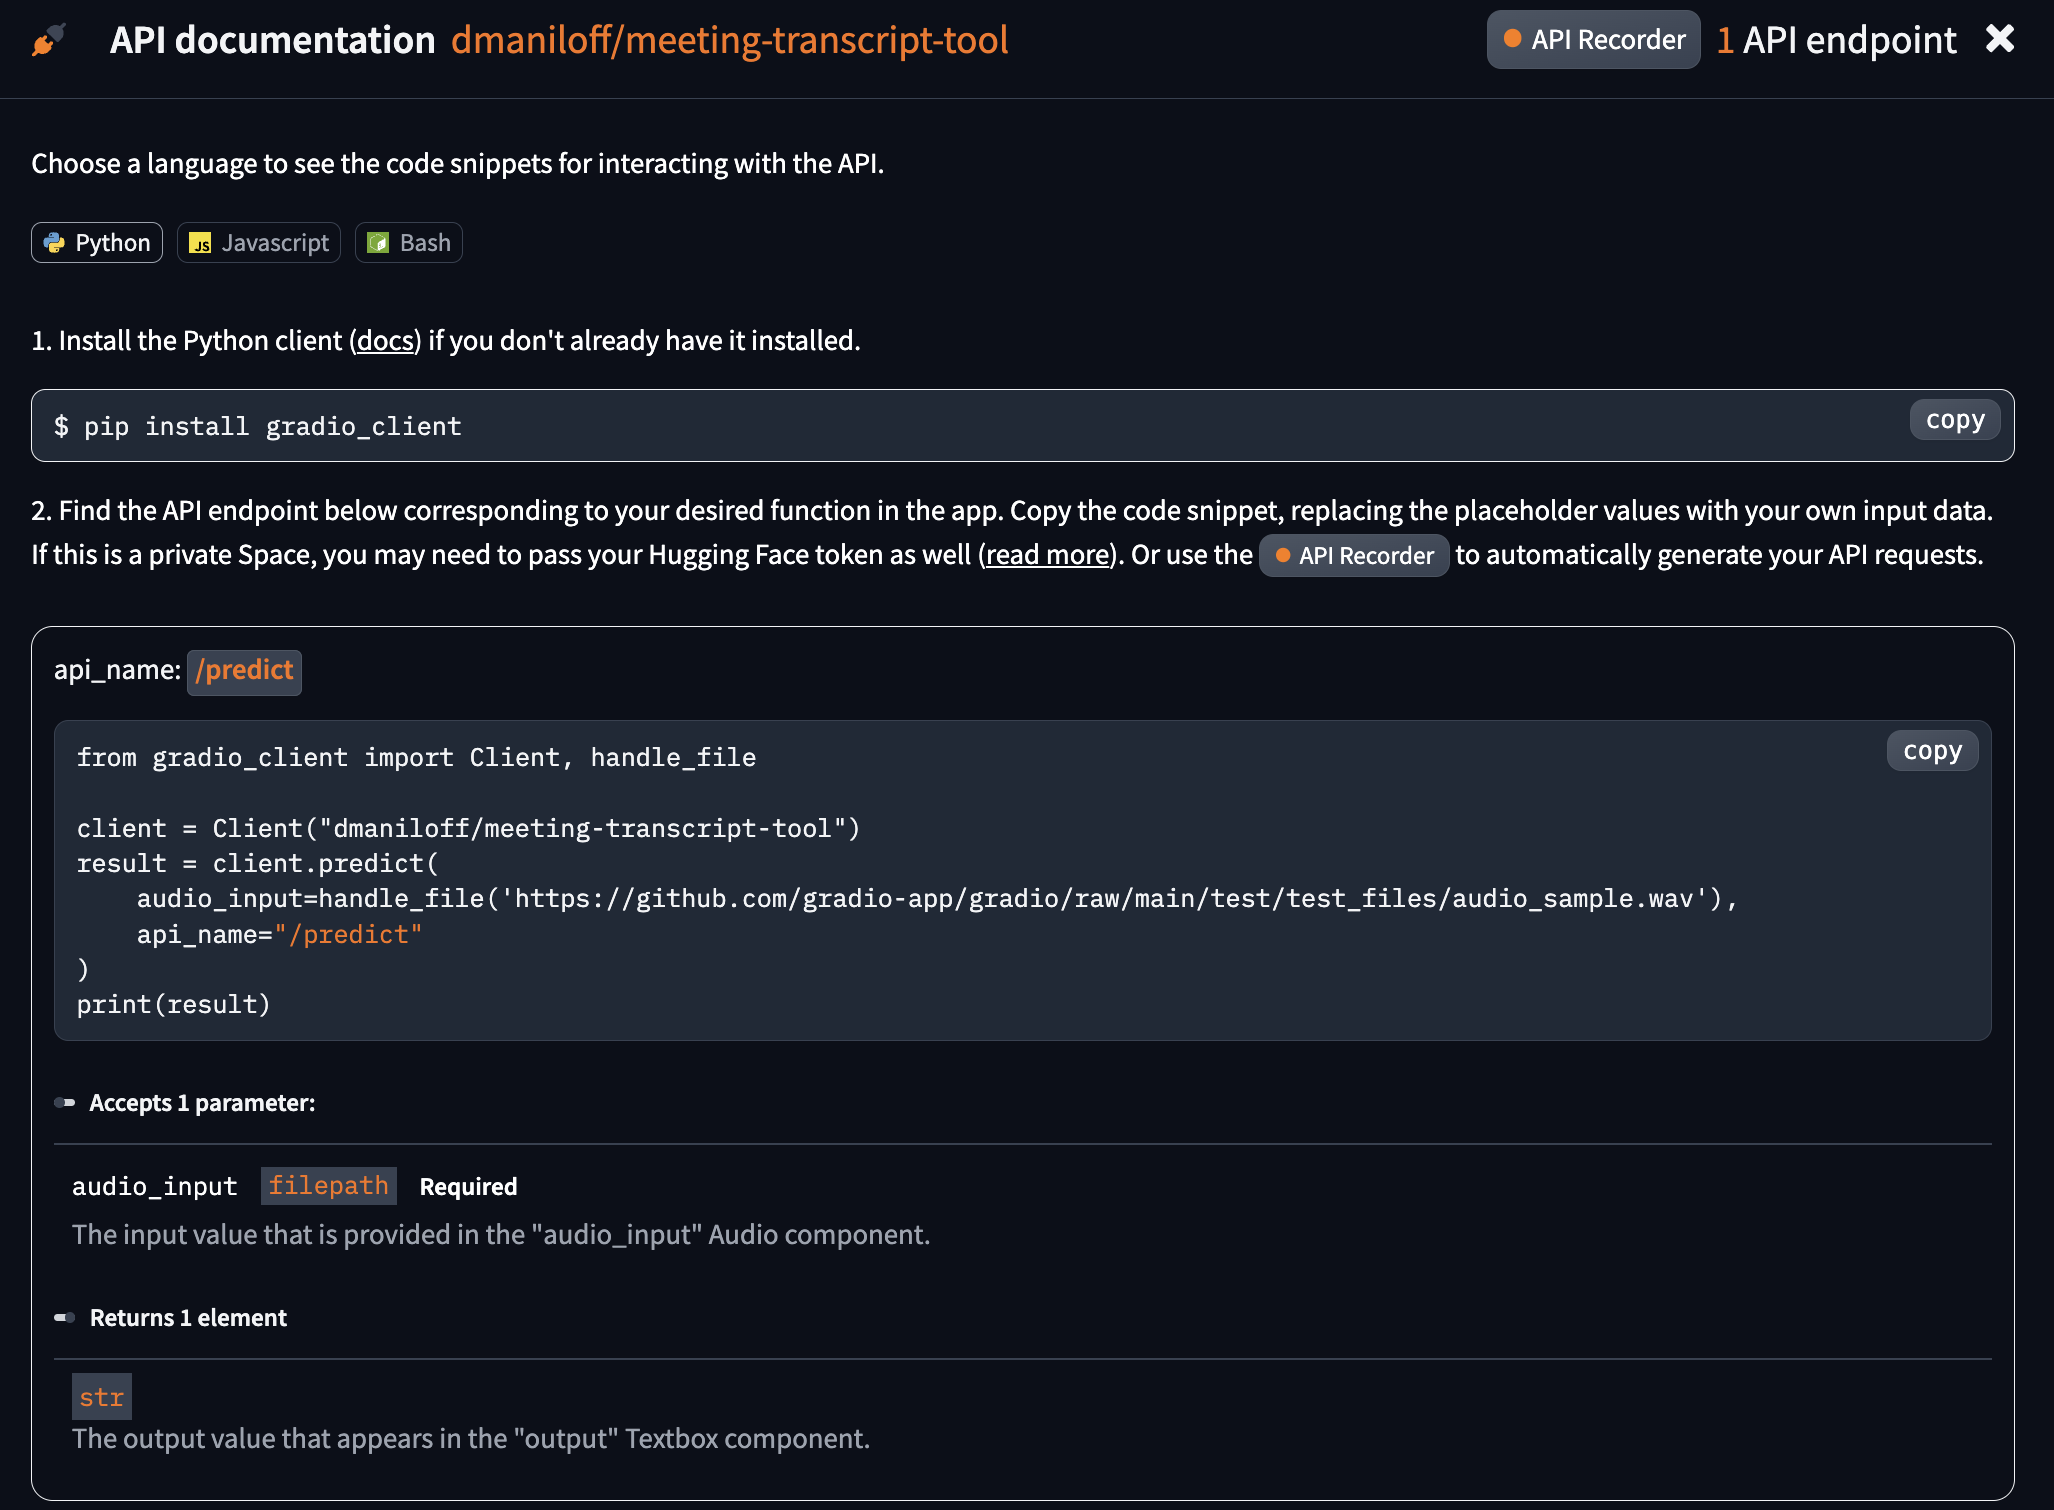 API documentation dmaniloff/meeting-transcript-tool
API Recorder 1 API endpoint
Choose a language to see the code snippets for interacting with the API.
Python JS Javascript Bash
1. Install the Python client (docs) if you don't already have it installed.
$ pip install gradio_client
copy
2. Find the API endpoint below corresponding to your desired function in the app. Copy the code snippet, replacing the placeholder values with your own input data.
If this is a private Space, you may need to pass your Hugging Face token as well (read more). Or use the API Recorder to automatically generate your API requests.
api_name: /predict
copy
from gradio_client import Client, handle_file

client = Client("dmaniloff/meeting-transcript-tool")
result = client.predict(
    audio_input=handle_file('https://github.com/gradio-app/gradio/raw/main/test/test_files/audio_sample.wav'),
    api_name="/predict"
)
print(result)
Accepts 1 parameter:
audio_input filepath Required
The input value that is provided in the "audio_input" Audio component.
Returns 1 element
str
The output value that appears in the "output" Textbox component.